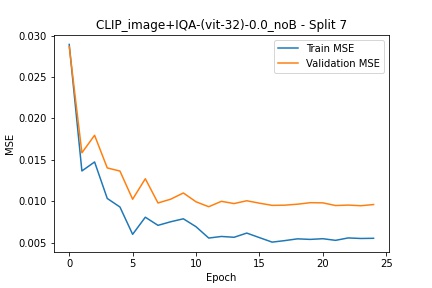 CLIP_image+IQA-(vit-32)-0.0_noB - Split 7
Train MSE
Validation MSE
0.030
0.025
0.020
0.015
0.010
0.005
MSE
0 5 10 15 20 25
Epoch